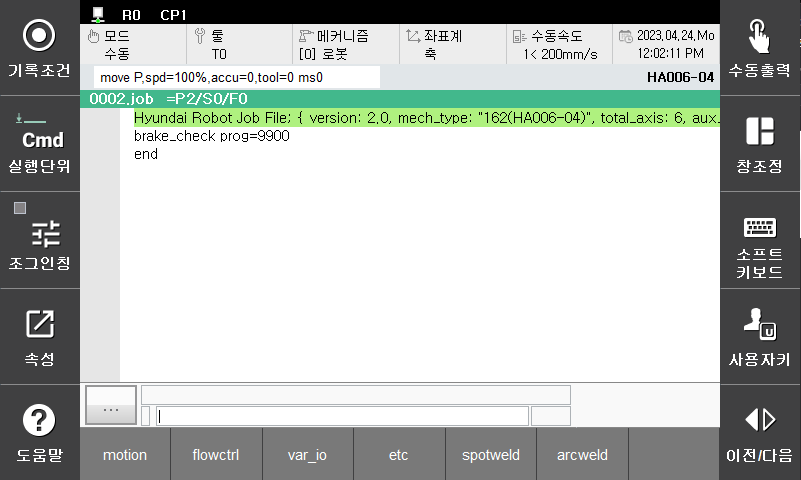 R0 CP1
기록조건
모드
수동
툴
T0
메커니즘
[0] 로봇
좌표계
축
수동속도
1< 200mm/s
2023,04,24,Mo
12:02:11 PM
수동출력
move P,spd=100%,accu=0,tool=0 ms0
HA006-04
0002.job =P2/S0/F0
Hyundai Robot Job File; { version: 2.0, mech_type: "162(HA006-04)", total_axis: 6, aux.
brake_check prog=9900
end
Cmd
실행단위
조그인칭
속성
도움말
창조정
소프트
키보드
사용자키
U
이전/다음
...
motion
flowctrl
var_io
etc
spotweld
arcweld